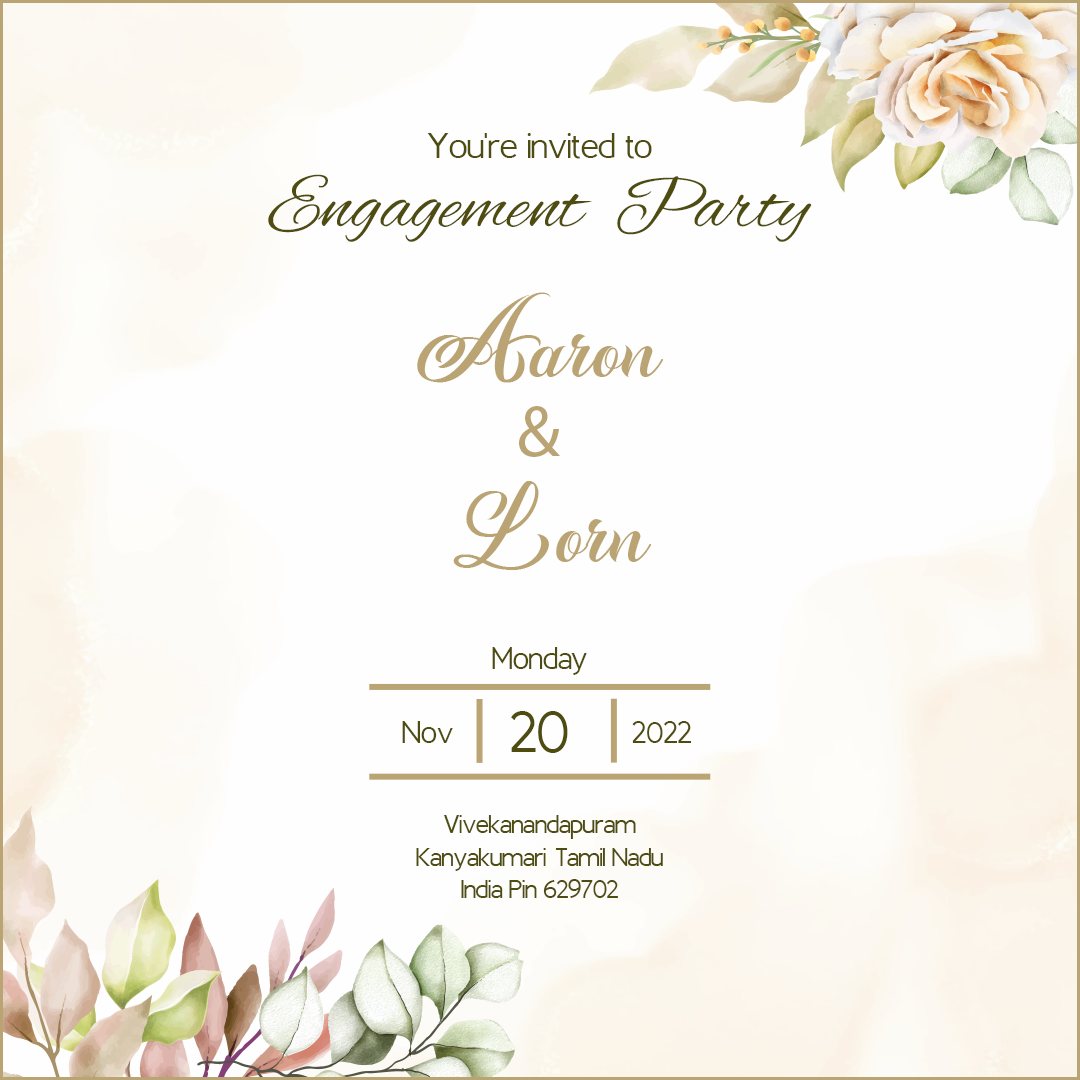 You're invited to
Engagement Party
Aaron
&
Lorn
Monday
Nov 20 2022
Vivekanandapuram
Kanyakumari Tamil Nadu
India Pin 629702